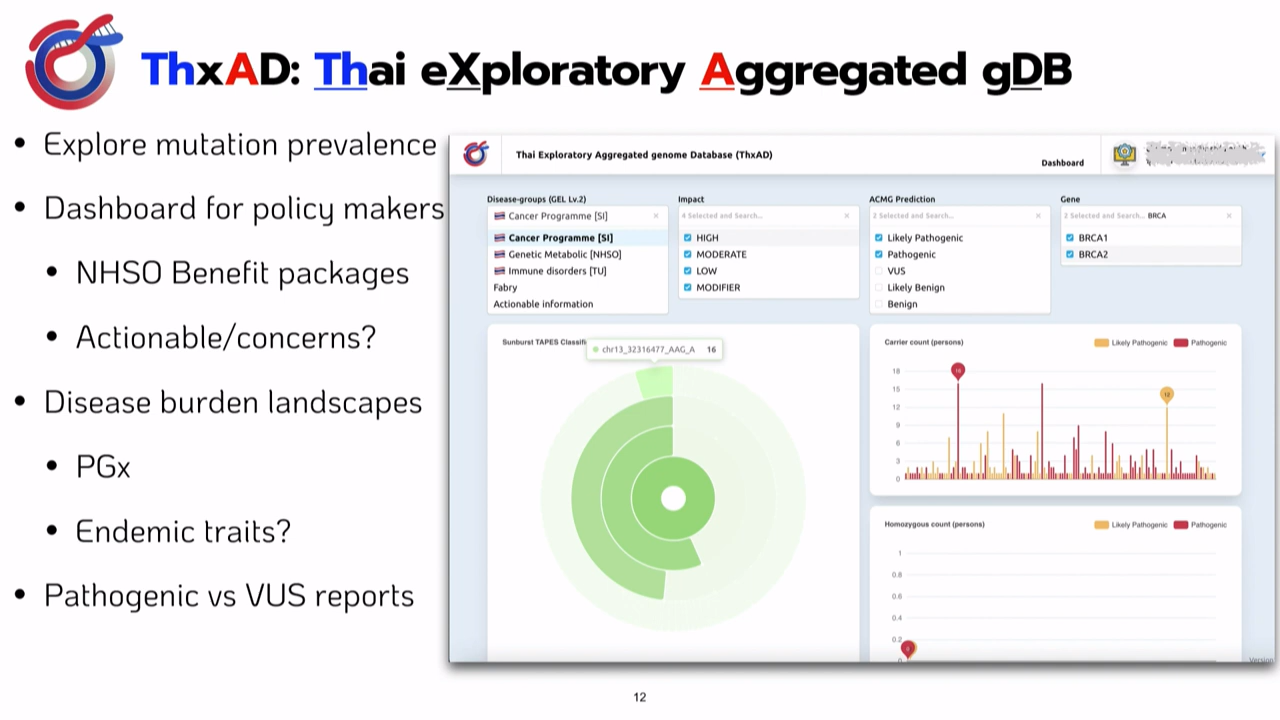 ThxAD: Thai eXploratory Aggregated gDB
• Explore mutation prevalence
• Dashboard for policy makers
• NHSO Benefit packages
• Actionable/concerns?
• Disease burden landscapes
• PGx
• Endemic traits?
• Pathogenic vs VUS reports
Thai Exploratory Aggregated genome Database (ThxAD)
Dashboard
Disease-groups (GEL Lv.2)
Cancer Programme [SI]
Cancer Programme [SI]
Genetic Metabolic [NHSO]
Immune disorders [TU]
Fabry
Actionable information
Impact
4 Selected and Search...
HIGH
MODERATE
LOW
MODIFIER
ACMG Prediction
2 Selected and Search...
Likely Pathogenic
Pathogenic
VUS
Likely Benign
Benign
Gene
2 Selected and Search... BRCA
BRCA1
BRCA2
Sunburst TAPES Classifi
chr13_32316477_AAG_A 16
Carrier count (persons)
Likely Pathogenic Pathogenic
18
15
12
9
6
3
0
16
12
Homozygous count (persons)
Likely Pathogenic Pathogenic
1
0.8
0.6
0.4
0.2
0
0
Version
12